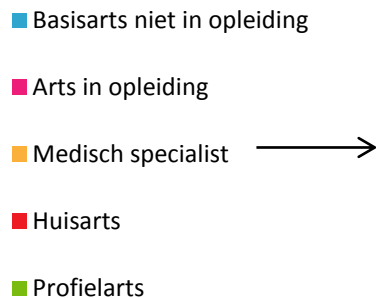 Basisarts niet in opleiding
Arts in opleiding
Medisch specialist
Huisarts
Profielarts